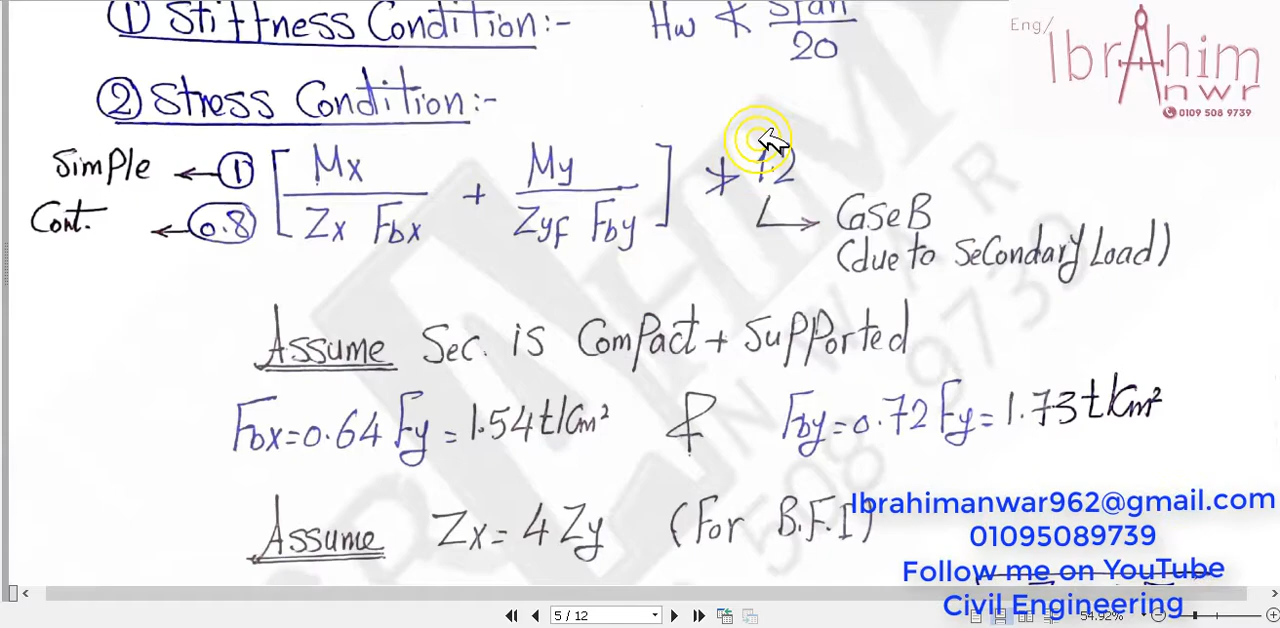 ① Stiffness Condition:- Hw ≮ Span/20
Eng/
Ibrahim
Anwr
0109 508 9739
② Stress Condition:-
Simple ← ① [ Mx / Zx Fbx + My / Zyf Fby ] ≯ 1.2
Cont. ← 0.8
↳ Case B
(due to Secondary Load)
Assume Sec. is Compact + Supported
Fbx = 0.64 Fy = 1.54 t/cm² & Fby = 0.72 Fy = 1.73 t/cm²
Assume Zx = 4 Zy (For B.F.I)
Ibrahimanwar962@gmail.com
01095089739
Follow me on YouTube
Civil Engineering
5 / 12
54.92%